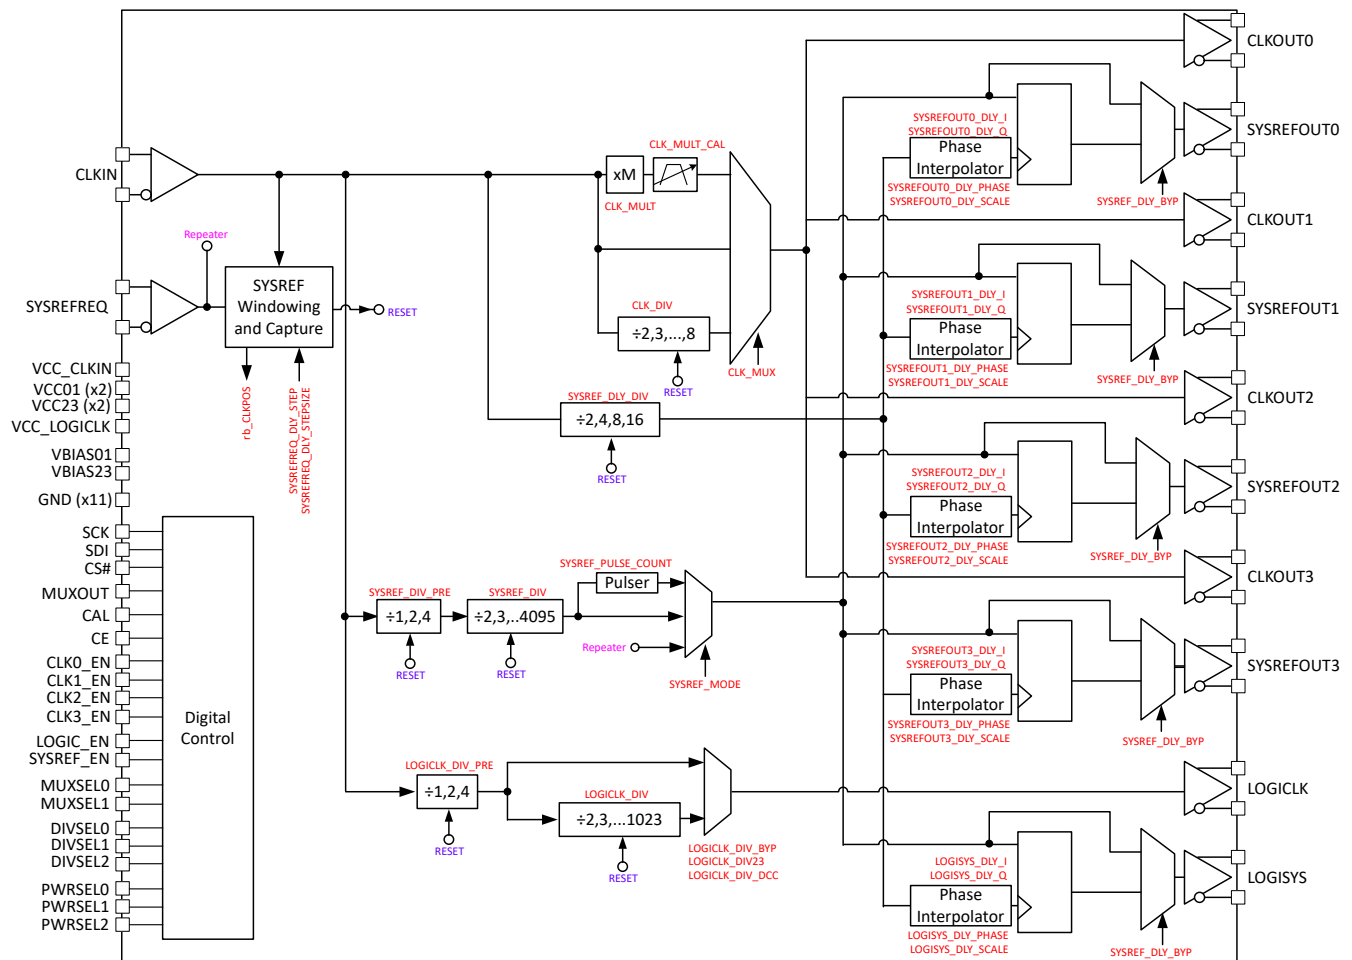 CLKIN
SYSREFREQ
VCC_CLKIN
VCC01 (x2)
VCC23 (x2)
VCC_LOGICLK
VBIAS01
VBIAS23
GND (x11)
SCK
SDI
CS#
MUXOUT
CAL
CE
CLK0_EN
CLK1_EN
CLK2_EN
CLK3_EN
LOGIC_EN
SYSREF_EN
MUXSEL0
MUXSEL1
DIVSEL0
DIVSEL1
DIVSEL2
PWRSEL0
PWRSEL1
PWRSEL2
Digital
Control
Repeater
SYSREF
Windowing
and Capture
RESET
rb_CLKPOS
SYSREFREQ_DLY_STEP
SYSREFREQ_DLY_STEPSIZE
CLK_MULT_CAL
xM
CLK_MULT
CLK_DIV
÷2,3,...,8
RESET
CLK_MUX
SYSREF_DLY_DIV
÷2,4,8,16
RESET
SYSREF_DIV_PRE
÷1,2,4
RESET
SYSREF_DIV
÷2,3,..4095
RESET
SYSREF_PULSE_COUNT
Pulser
Repeater
SYSREF_MODE
LOGICLK_DIV_PRE
÷1,2,4
RESET
LOGICLK_DIV
÷2,3,...1023
RESET
LOGICLK_DIV_BYP
LOGICLK_DIV23
LOGICLK_DIV_DCC
SYSREFOUT0_DLY_I
SYSREFOUT0_DLY_Q
Phase
Interpolator
SYSREFOUT0_DLY_PHASE
SYSREFOUT0_DLY_SCALE
SYSREF_DLY_BYP
SYSREFOUT1_DLY_I
SYSREFOUT1_DLY_Q
Phase
Interpolator
SYSREFOUT1_DLY_PHASE
SYSREFOUT1_DLY_SCALE
SYSREF_DLY_BYP
SYSREFOUT2_DLY_I
SYSREFOUT2_DLY_Q
Phase
Interpolator
SYSREFOUT2_DLY_PHASE
SYSREFOUT2_DLY_SCALE
SYSREF_DLY_BYP
SYSREFOUT3_DLY_I
SYSREFOUT3_DLY_Q
Phase
Interpolator
SYSREFOUT3_DLY_PHASE
SYSREFOUT3_DLY_SCALE
SYSREF_DLY_BYP
LOGISYS_DLY_I
LOGISYS_DLY_Q
Phase
Interpolator
LOGISYS_DLY_PHASE
LOGISYS_DLY_SCALE
SYSREF_DLY_BYP
CLKOUT0
SYSREFOUT0
CLKOUT1
SYSREFOUT1
CLKOUT2
SYSREFOUT2
CLKOUT3
SYSREFOUT3
LOGICLK
LOGISYS